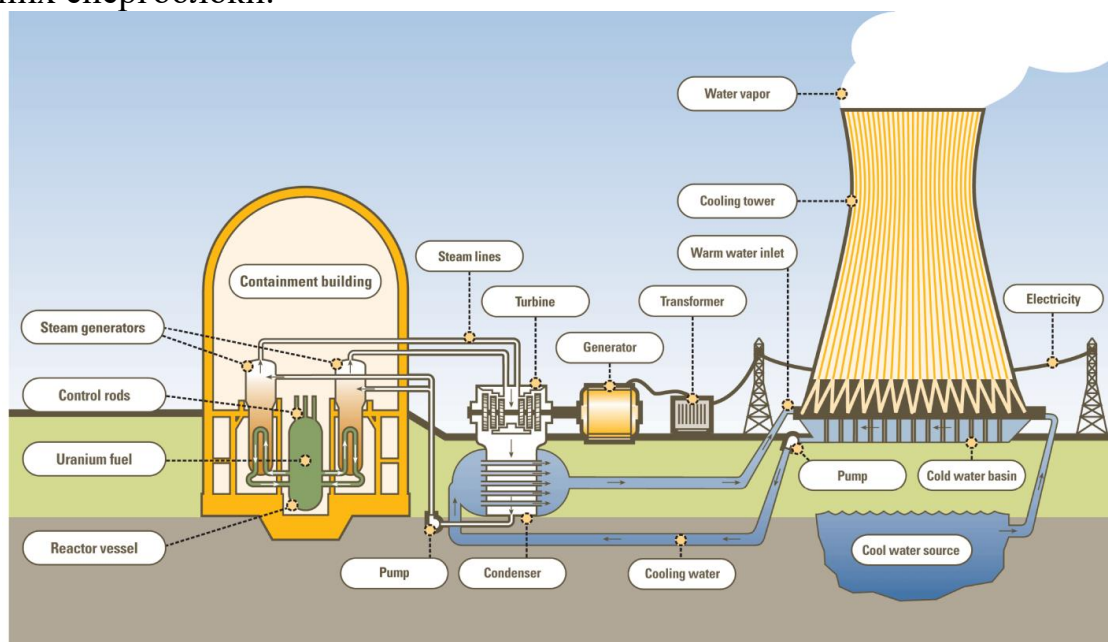 Water vapor
Cooling tower
Steam lines
Warm water inlet
Containment building
Turbine
Transformer
Electricity
Steam generators
Generator
Control rods
Uranium fuel
Pump
Cold water basin
Reactor vessel
Cool water source
Pump
Condenser
Cooling water